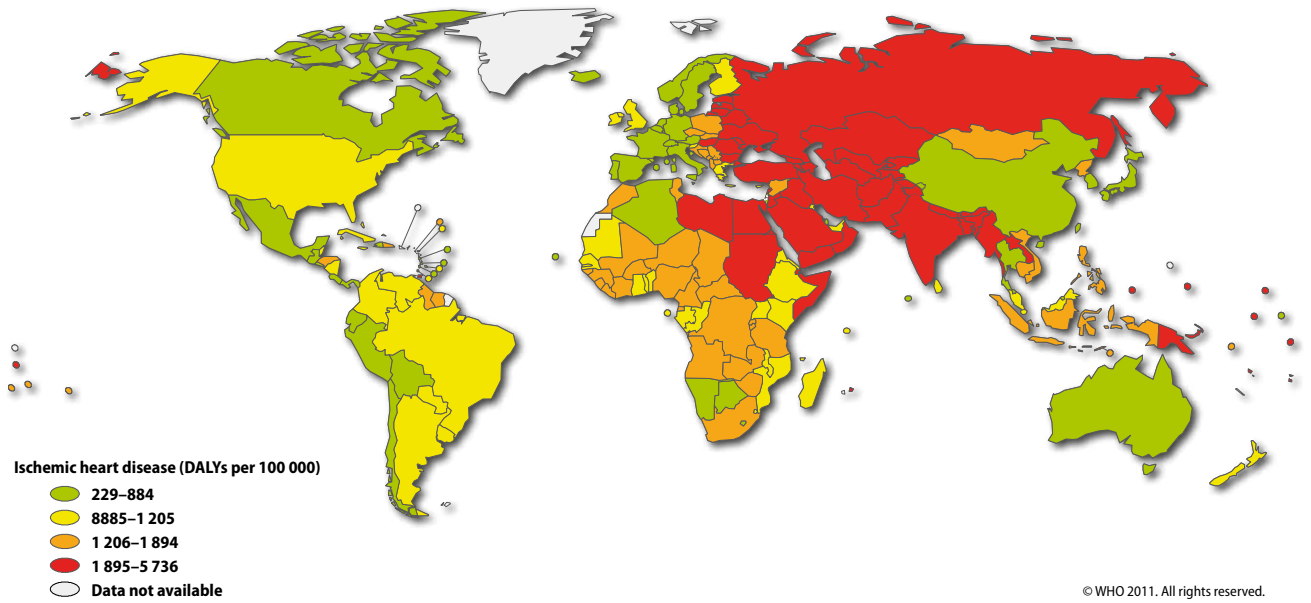 Ischemic heart disease (DALYs per 100 000)
229–884
8885–1 205
1 206–1 894
1 895–5 736
Data not available
© WHO 2011. All rights reserved.